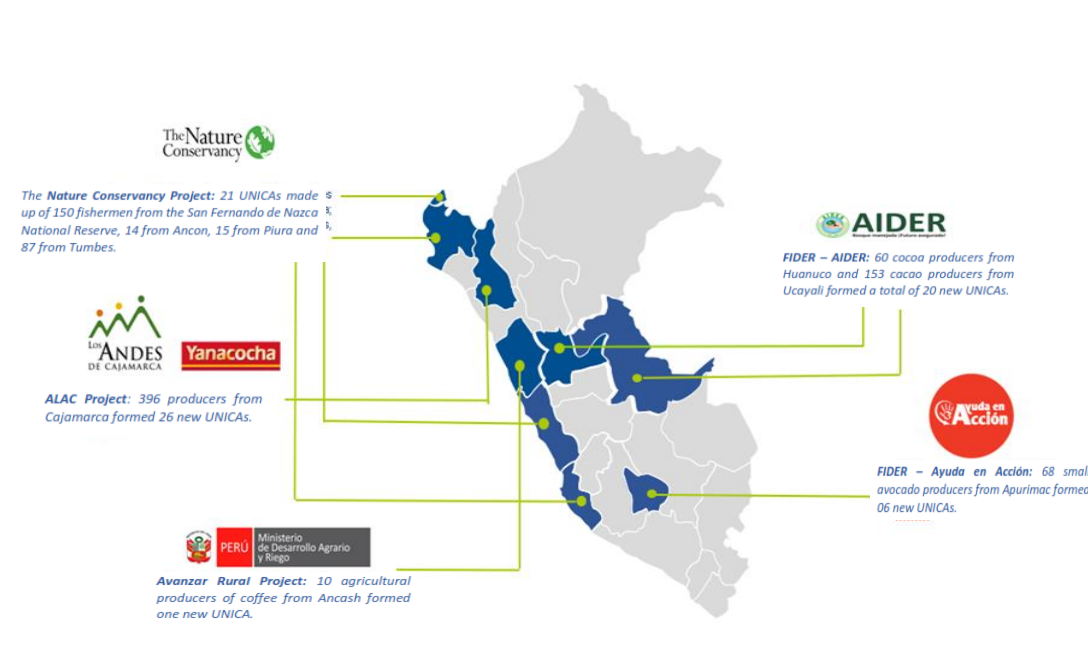 The Nature
Conservancy
The Nature Conservancy Project: 21 UNICAs made
up of 150 fishermen from the San Fernando de Nazca
National Reserve, 14 from Ancon, 15 from Piura and
87 from Tumbes.
AIDER
FIDER – AIDER: 60 cocoa producers from
Huanuco and 153 cacao producers from
Ucayali formed a total of 20 new UNICAs.
LOS ANDES
DE CAJAMARCA
Yanacocha
ALAC Project: 396 producers from
Cajamarca formed 26 new UNICAs.
Ayuda en
Acción
FIDER – Ayuda en Acción: 68 small
avocado producers from Apurimac formed
06 new UNICAs.
PERÚ
Ministerio
de Desarrollo Agrario
y Riego
Avanzar Rural Project: 10 agricultural
producers of coffee from Ancash formed
one new UNICA.